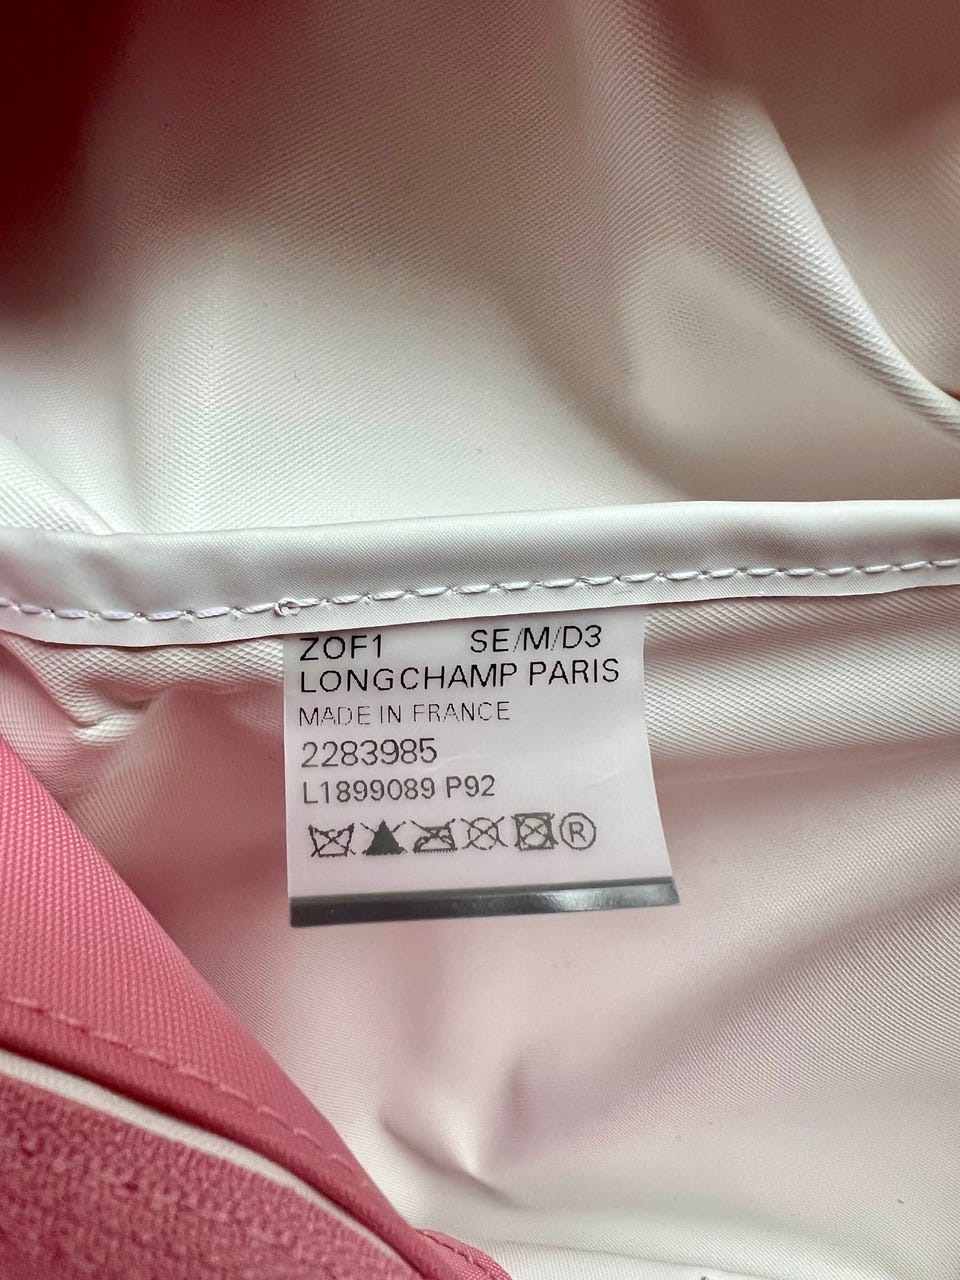 ZOF1 SE/M/D3
LONGCHAMP PARIS
MADE IN FRANCE
2283985
L1899089 P92
®